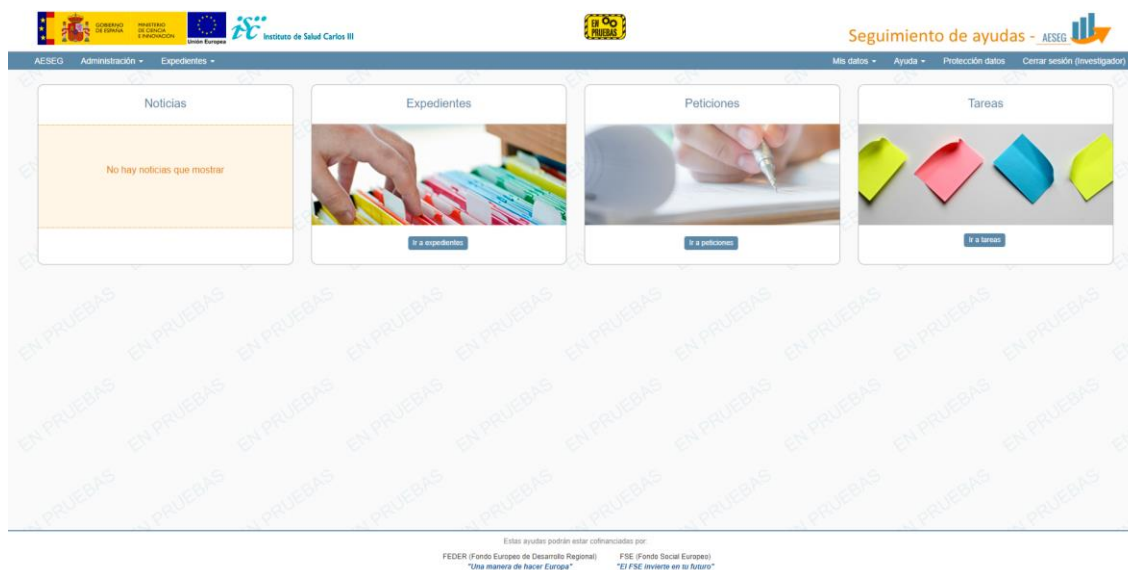 GOBIERNO DE ESPAÑA
MINISTERIO DE CIENCIA E INNOVACIÓN
Unión Europea
isciii Instituto de Salud Carlos III
EN PRUEBAS
Seguimiento de ayudas - AESEG
AESEG Administración Expedientes Mis datos Ayuda Protección datos Cerrar sesión (Investigador)
Noticias Expedientes Peticiones Tareas
No hay noticias que mostrar
Ir a expedientes Ir a peticiones Ir a tareas
EN PRUEBAS
Estas ayudas podrán estar cofinanciadas por:
FEDER (Fondo Europeo de Desarrollo Regional) FSE (Fondo Social Europeo)
"Una manera de hacer Europa" "El FSE invierte en tu futuro"